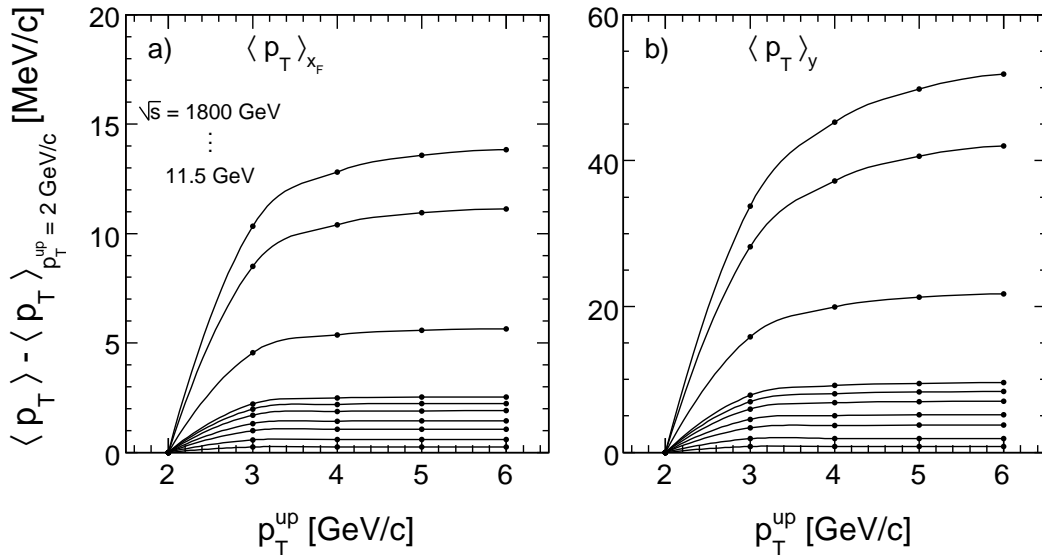 ⟨ p_T ⟩ - ⟨ p_T ⟩_{p_T^{up} = 2 GeV/c} [MeV/c]
a) ⟨ p_T ⟩_{x_F}
√s = 1800 GeV
⋮
11.5 GeV
20
15
10
5
0
2 3 4 5 6
p_T^{up} [GeV/c]
b) ⟨ p_T ⟩_y
60
40
20
0
2 3 4 5 6
p_T^{up} [GeV/c]